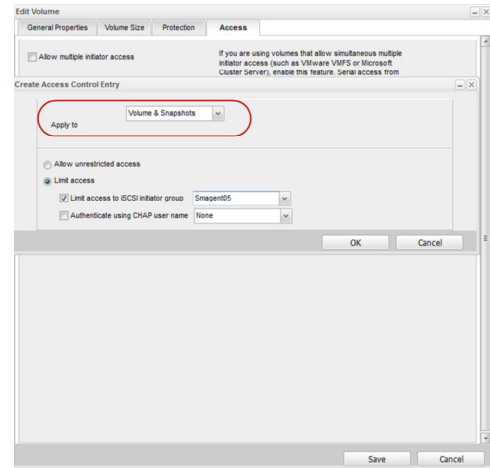 Edit Volume
General Properties Volume Size Protection Access
Allow multiple initiator access
If you are using volumes that allow simultaneous multiple
initiator access (such as VMware VMFS or Microsoft
Cluster Server), enable this feature. Serial access from
Create Access Control Entry
Apply to
Volume & Snapshots
Allow unrestricted access
Limit access
Limit access to iSCSI initiator group Smagent05
Authenticate using CHAP user name None
OK Cancel
Save Cancel